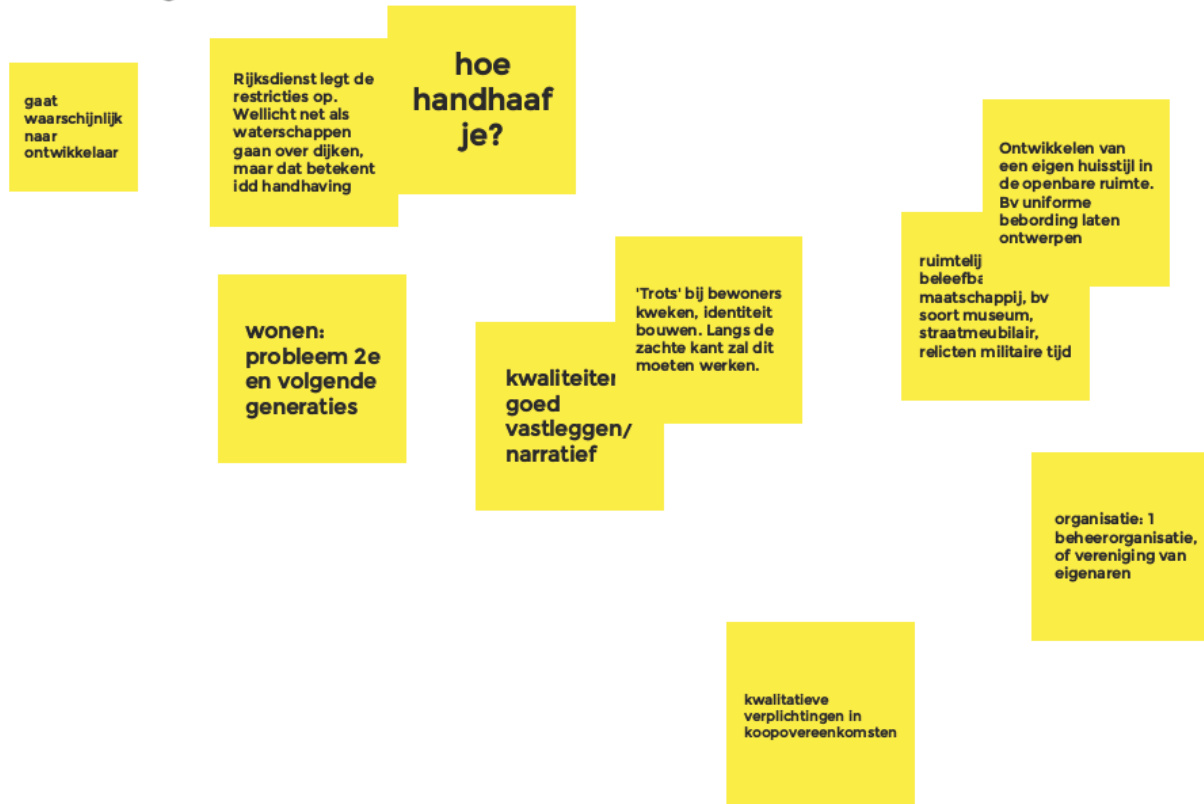 gaat
waarschijnlijk
naar
ontwikkelaar
Rijksdienst legt de
restricties op.
Wellicht net als
waterschappen
gaan over dijken,
maar dat betekent
idd handhaving
hoe
handhaaf
je?
Ontwikkelen van
een eigen huisstijl in
de openbare ruimte.
Bv uniforme
bebording laten
ontwerpen
maatschappij, bv
soort museum,
straatmeubilair,
relicten militaire tijd
wonen:
probleem 2e
en volgende
generaties
'Trots' bij bewoners
kweken, identiteit
bouwen. Langs de
zachte kant zal dit
moeten werken.
goed
vastleggen/
narratief
organisatie: 1
beheerorganisatie,
of vereniging van
eigenaren
kwalitatieve
verplichtingen in
koopovereenkomsten